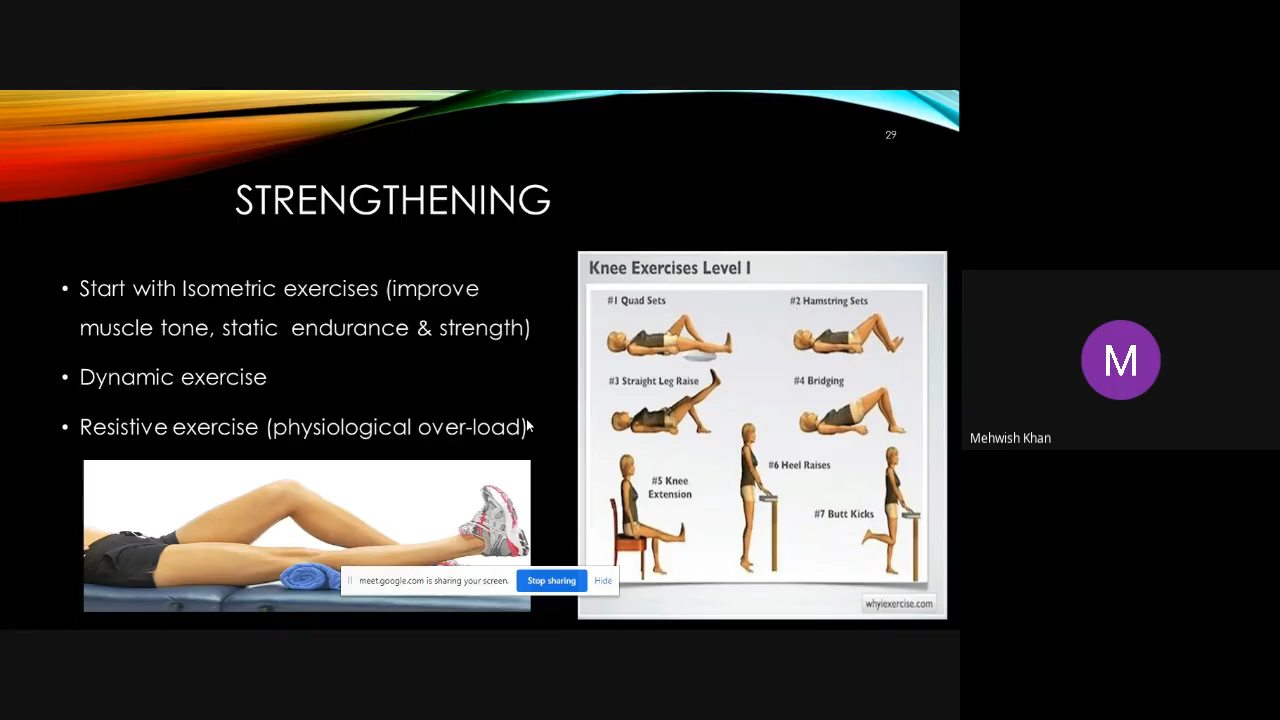 29
STRENGTHENING
• Start with Isometric exercises (improve
muscle tone, static endurance & strength)
• Dynamic exercise
• Resistive exercise (physiological over-load)
Knee Exercises Level I
#1 Quad Sets
#2 Hamstring Sets
#3 Straight Leg Raise
#4 Bridging
#5 Knee
Extension
#6 Heel Raises
#7 Butt Kicks
whyiexercise.com
meet.google.com is sharing your screen.
Stop sharing
Hide
M
Mehwish Khan